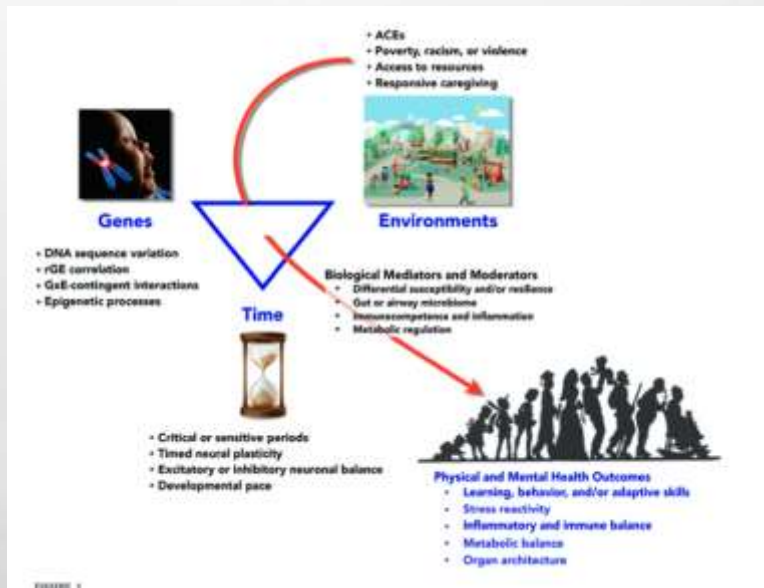 • ACEs
• Poverty, racism, or violence
• Access to resources
• Responsive caregiving
Genes
Environments
• DNA sequence variation
• rGE correlation
• GxE-contingent interactions
• Epigenetic processes
Biological Mediators and Moderators
• Differential susceptibility and/or resilience
• Gut or airway microbiome
• Immunocompetence and inflammation
• Metabolic regulation
Time
• Critical or sensitive periods
• Timed neural plasticity
• Excitatory or inhibitory neuronal balance
• Developmental pace
Physical and Mental Health Outcomes
• Learning, behavior, and/or adaptive skills
• Stress reactivity
• Inflammatory and immune balance
• Metabolic balance
• Organ architecture